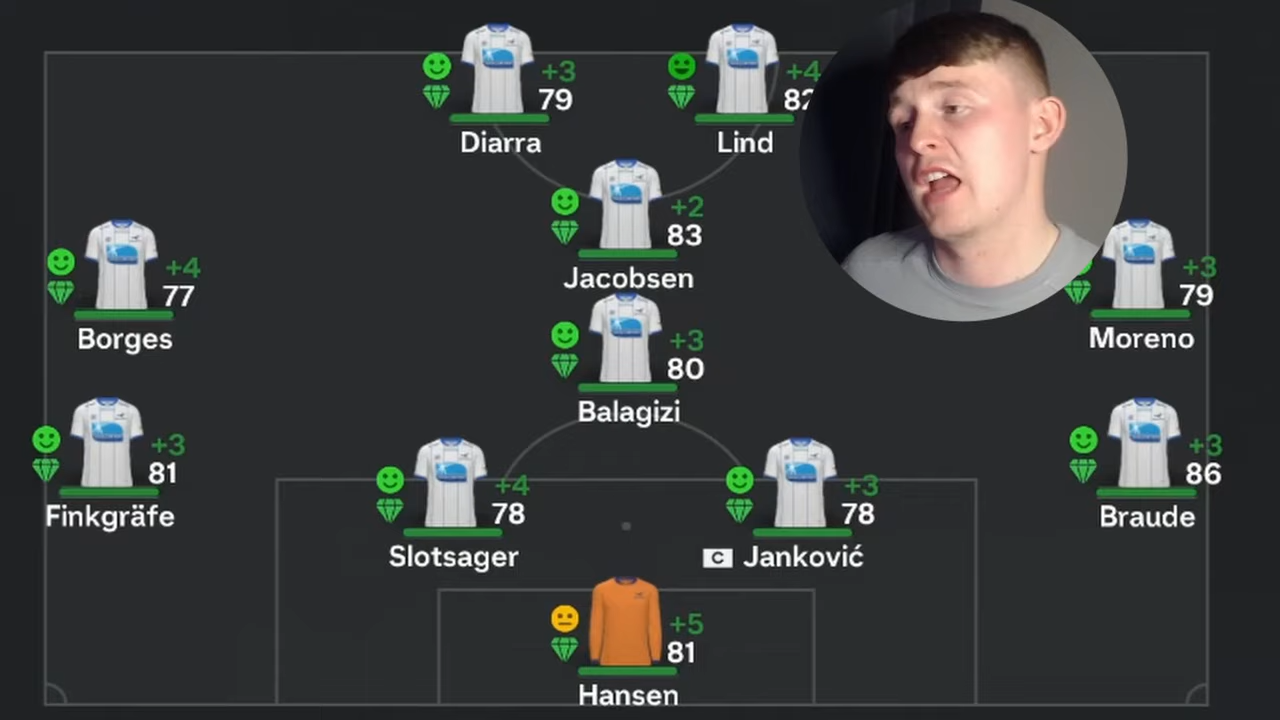 +3
79
Diarra
+4
82
Lind
+2
83
Jacobsen
+4
77
Borges
+3
79
Moreno
+3
80
Balagizi
+3
81
Finkgräfe
+4
78
Slotsager
+3
78
C Janković
+3
86
Braude
+5
81
Hansen